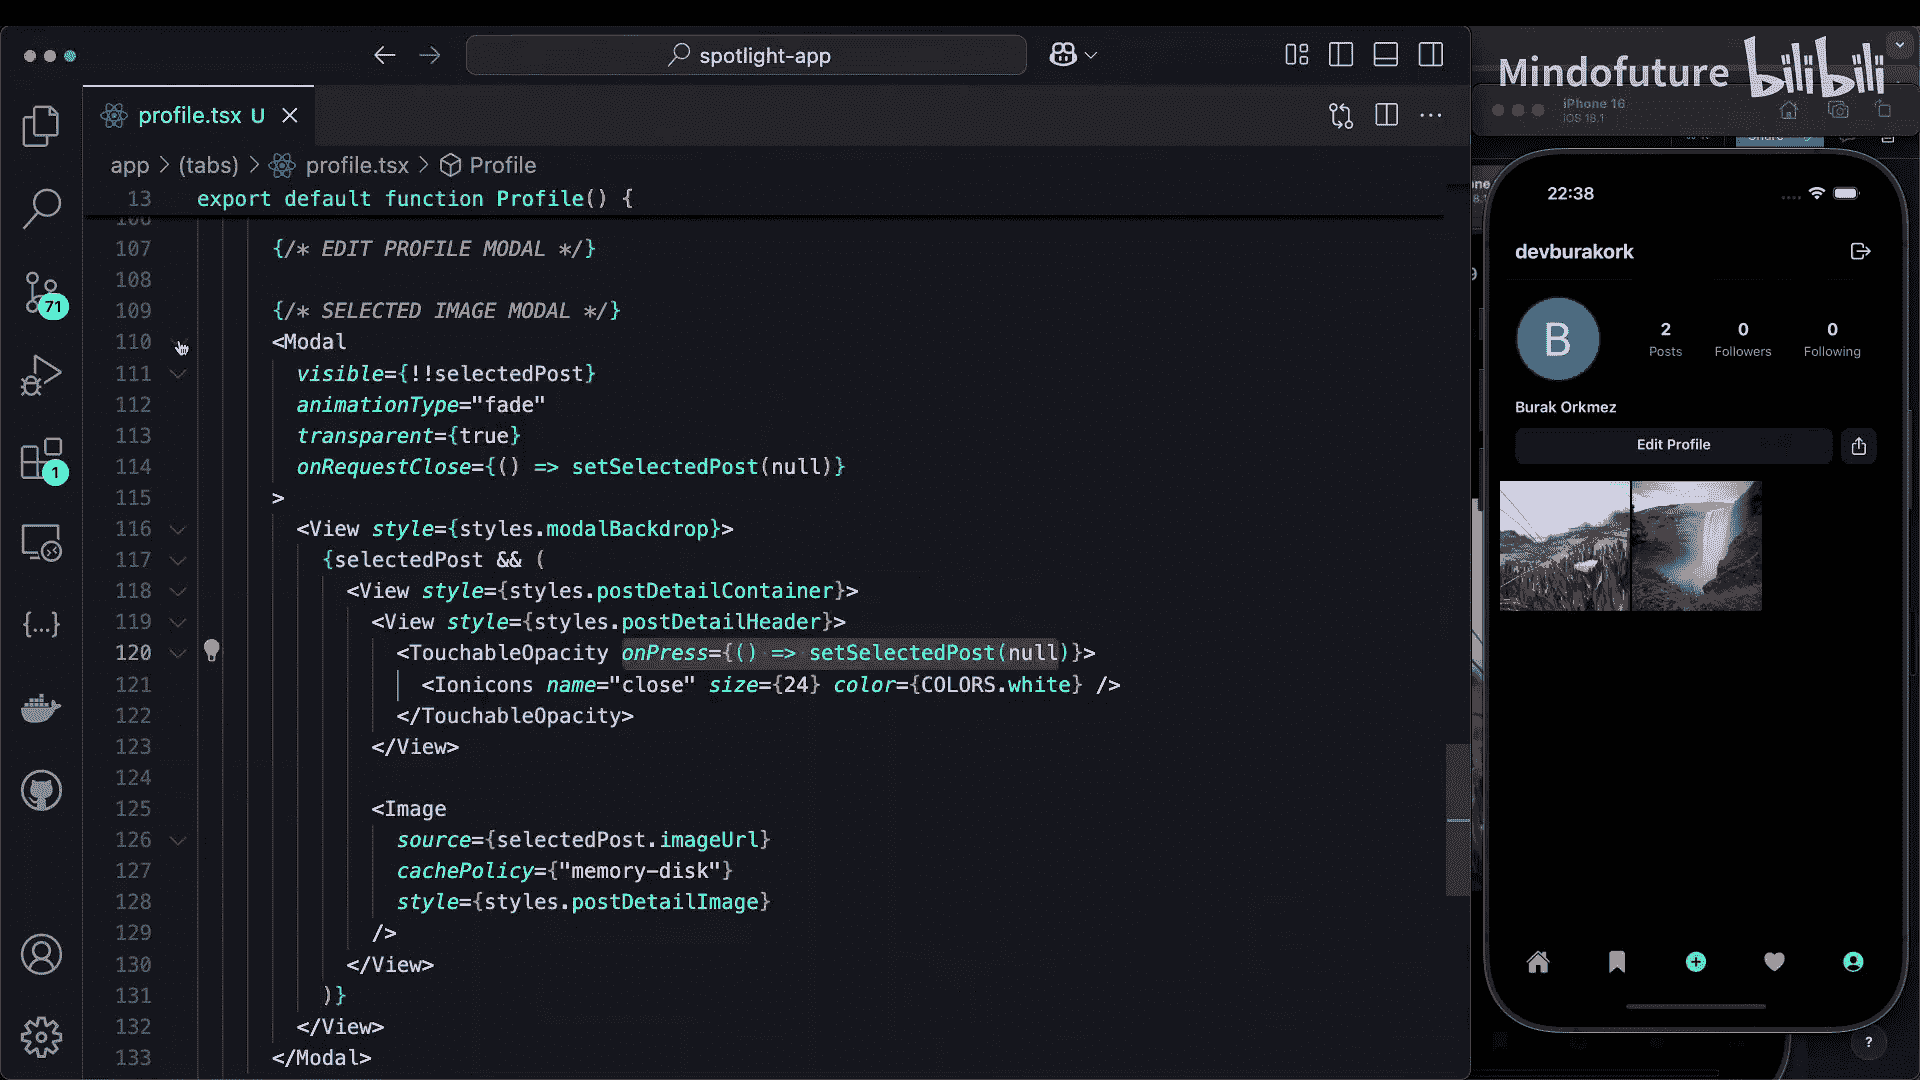 spotlight-app
Mindofuture bilibili
profile.tsx U
iPhone 16
iOS 18.1
app > (tabs) > profile.tsx > Profile
71
1
13 export default function Profile() {
106
107 {/* EDIT PROFILE MODAL */}
108
109 {/* SELECTED IMAGE MODAL */}
110 <Modal
111 visible={!!selectedPost}
112 animationType="fade"
113 transparent={true}
114 onRequestClose={() => setSelectedPost(null)}
115 >
116 <View style={styles.modalBackdrop}>
117 {selectedPost && (
118 <View style={styles.postDetailContainer}>
119 <View style={styles.postDetailHeader}>
120 <TouchableOpacity onPress={() => setSelectedPost(null)}>
121 <Ionicons name="close" size={24} color={COLORS.white} />
122 </TouchableOpacity>
123 </View>
124
125 <Image
126 source={selectedPost.imageUrl}
127 cachePolicy={"memory-disk"}
128 style={styles.postDetailImage}
129 />
130 </View>
131 )}
132 </View>
133 </Modal>
22:38
devburakork
B
2 0 0
Posts Followers Following
Burak Orkmez
Edit Profile
?